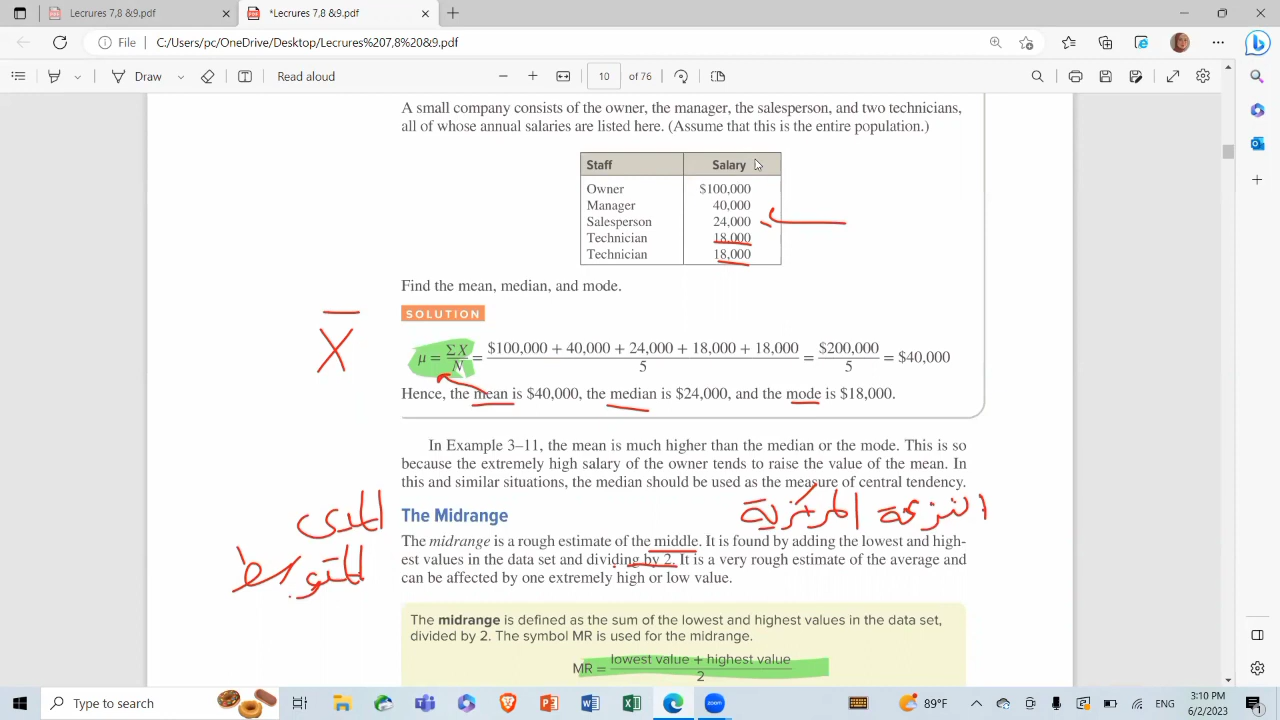 Lectures 7,8 &9.pdf
*Lectures 7,8 &9.pdf
File
C:/Users/pc/OneDrive/Desktop/Lectures%207,8%20&9.pdf
Draw
Read aloud
10
of 76
A small company consists of the owner, the manager, the salesperson, and two technicians,
all of whose annual salaries are listed here. (Assume that this is the entire population.)
Staff Salary
Owner $100,000
Manager 40,000
Salesperson 24,000
Technician 18,000
Technician 18,000
Find the mean, median, and mode.
SOLUTION
X̄
μ = ΣX/N = $100,000 + 40,000 + 24,000 + 18,000 + 18,000/5 = $200,000/5 = $40,000
Hence, the mean is $40,000, the median is $24,000, and the mode is $18,000.
In Example 3–11, the mean is much higher than the median or the mode. This is so
because the extremely high salary of the owner tends to raise the value of the mean. In
this and similar situations, the median should be used as the measure of central tendency.
النزعة المركزية
المدى
المتوسط
The Midrange
The midrange is a rough estimate of the middle. It is found by adding the lowest and high-
est values in the data set and dividing by 2. It is a very rough estimate of the average and
can be affected by one extremely high or low value.
The midrange is defined as the sum of the lowest and highest values in the data set,
divided by 2. The symbol MR is used for the midrange.
MR = lowest value + highest value/2
Type to search
zoom
89°F
3:10 PM
6/2/2023